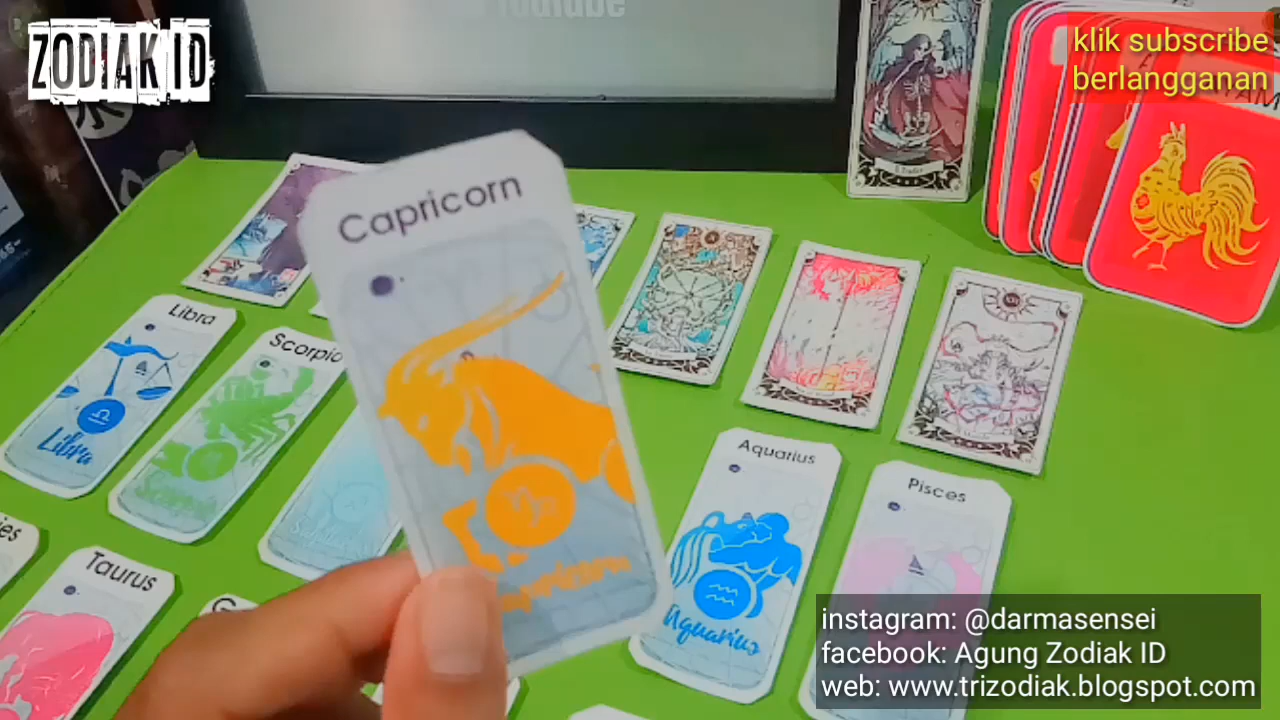 YouTube
ZODIAK ID
klik subscribe
berlangganan
Capricorn
Libra
Scorpio
Libra
Aquarius
Pisces
Taurus
Aquarius
instagram: @darmasensei
facebook: Agung Zodiak ID
web: www.trizodiak.blogspot.com